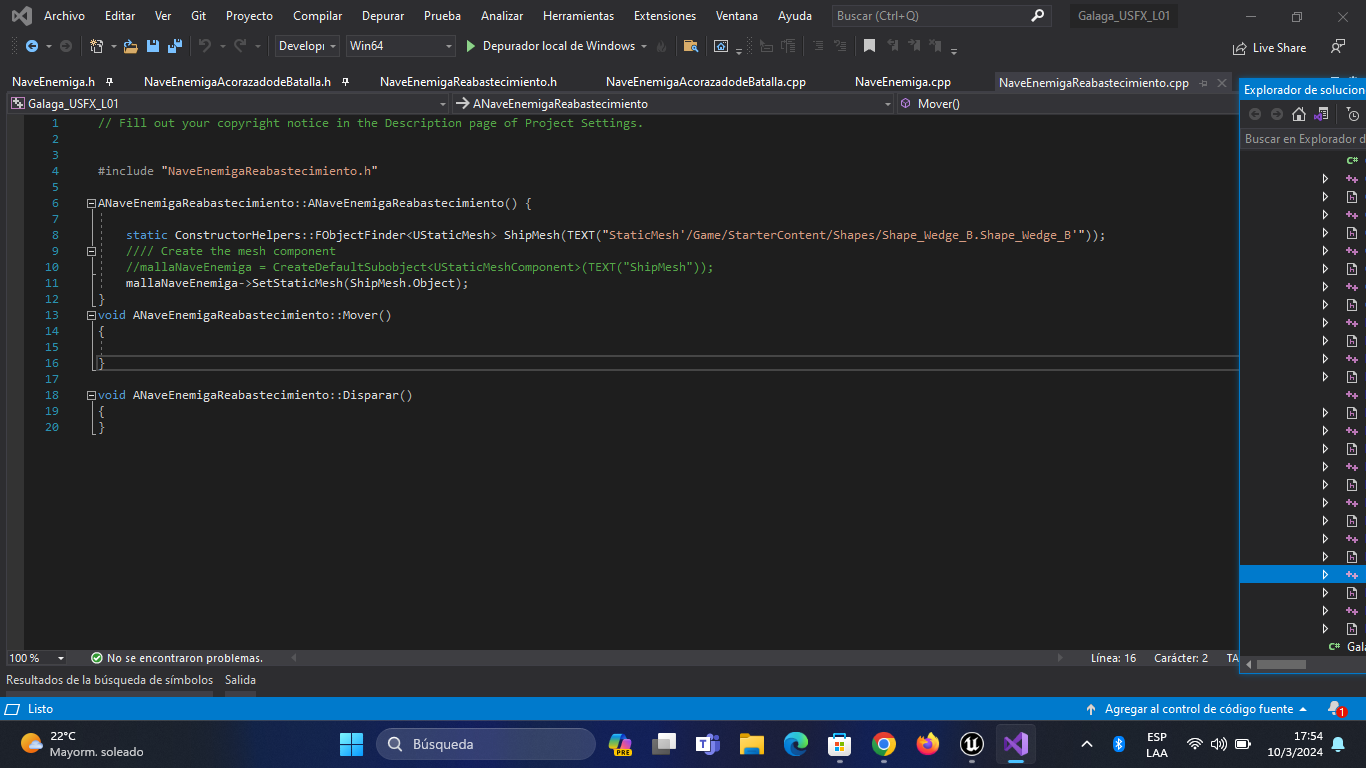 Archivo Editar Ver Git Proyecto Compilar Depurar Prueba Analizar Herramientas Extensiones Ventana Ayuda Buscar (Ctrl+Q) Galaga_USFX_L01
Win64 Depurador local de Windows Live Share
NaveEnemiga.h NaveEnemigaAcorazadodeBatalla.h NaveEnemigaReabastecimiento.h NaveEnemigaAcorazadodeBatalla.cpp NaveEnemiga.cpp NaveEnemigaReabastecimiento.cpp
Explorador de solucion
Galaga_USFX_L01 ANaveEnemigaReabastecimiento Mover()
Buscar en Explorador d
1 // Fill out your copyright notice in the Description page of Project Settings.
2
3
4 #include "NaveEnemigaReabastecimiento.h"
5
6 ANaveEnemigaReabastecimiento::ANaveEnemigaReabastecimiento() {
7
8 static ConstructorHelpers::FObjectFinder<UStaticMesh> ShipMesh(TEXT("StaticMesh'/Game/StarterContent/Shapes/Shape_Wedge_B.Shape_Wedge_B'"));
9 //// Create the mesh component
10 //mallaNaveEnemiga = CreateDefaultSubobject<UStaticMeshComponent>(TEXT("ShipMesh"));
11 mallaNaveEnemiga->SetStaticMesh(ShipMesh.Object);
12 }
13 void ANaveEnemigaReabastecimiento::Mover()
14 {
15
16 }
17
18 void ANaveEnemigaReabastecimiento::Disparar()
19 {
20 }
100 % No se encontraron problemas. Línea: 16 Carácter: 2 TA
Resultados de la búsqueda de símbolos Salida
Listo Agregar al control de código fuente 1
22°C
Mayorm. soleado
Búsqueda
PRE
ESP
LAA
17:54
10/3/2024